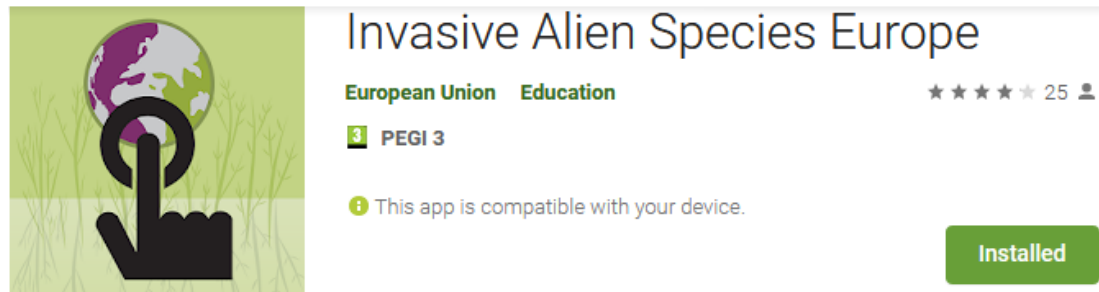 Invasive Alien Species Europe
European Union Education
25
3 PEGI 3
This app is compatible with your device.
Installed